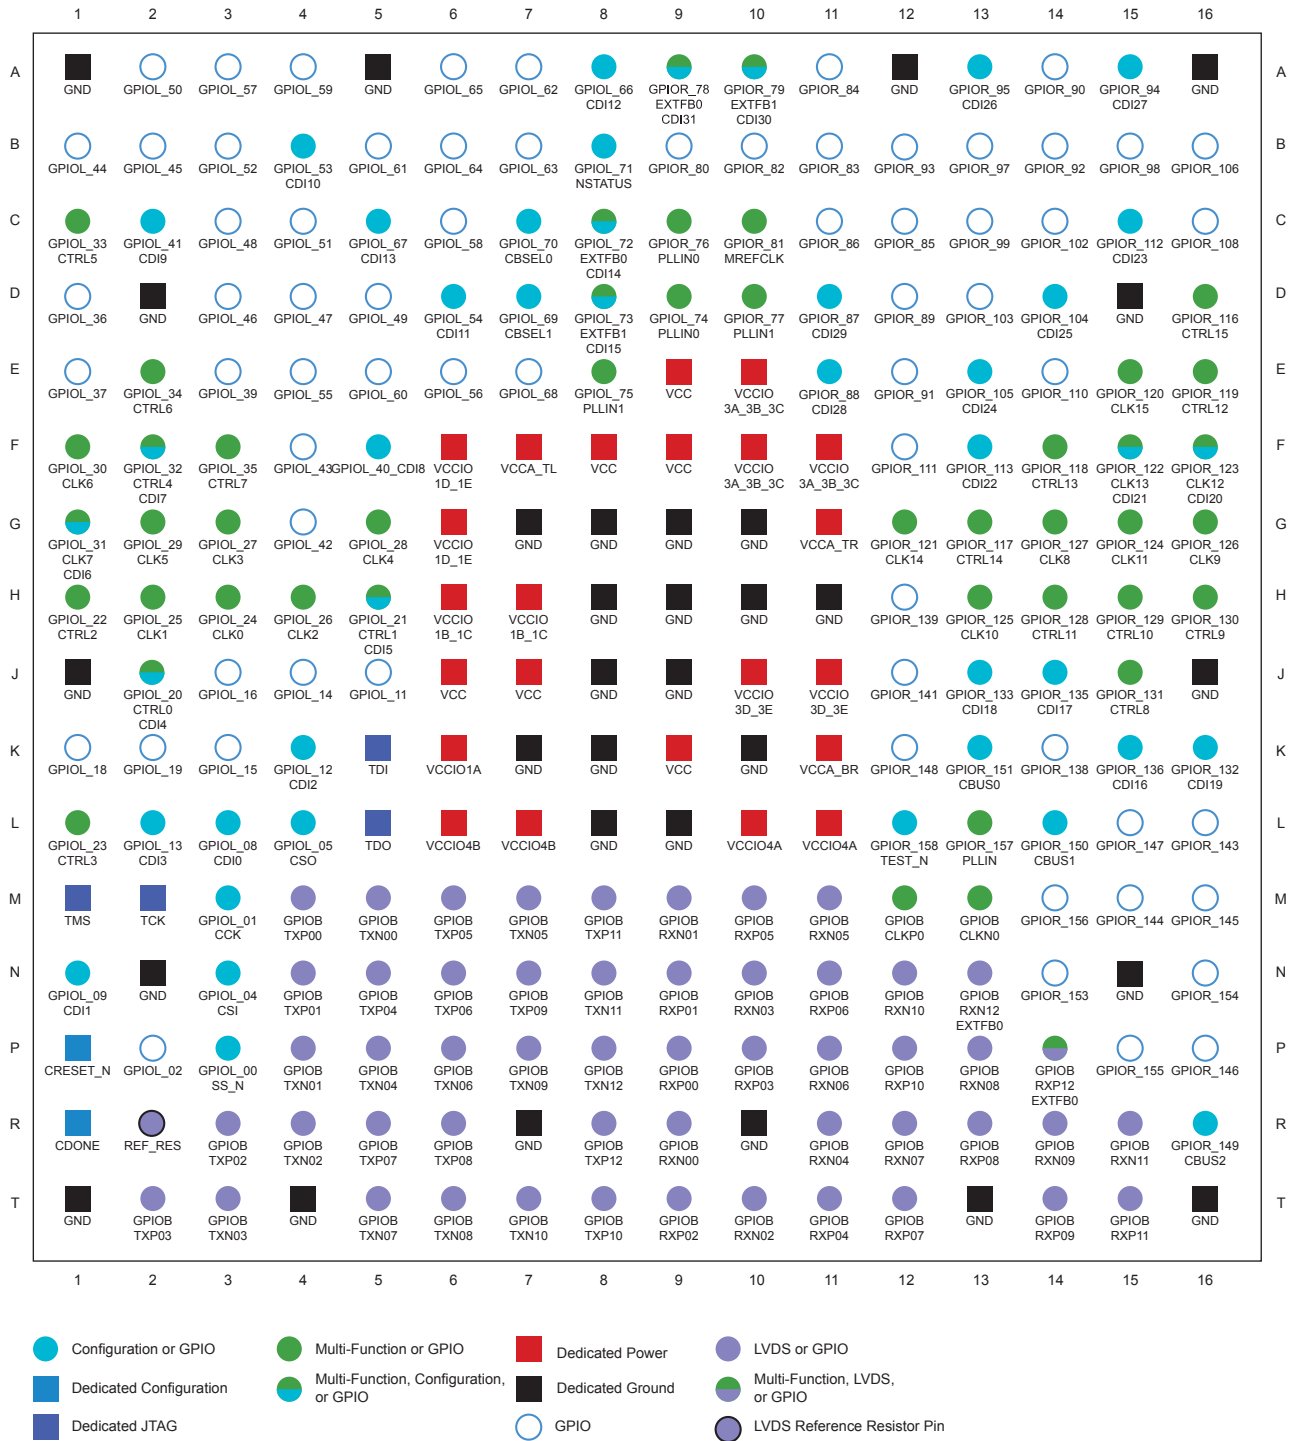 1 2 3 4 5 6 7 8 9 10 11 12 13 14 15 16
A A
GND GPIOL_50 GPIOL_57 GPIOL_59 GND GPIOL_65 GPIOL_62 GPIOL_66 GPIOR_78 GPIOR_79 GPIOR_84 GND GPIOR_95 GPIOR_90 GPIOR_94 GND
CDI12 EXTFB0 EXTFB1 CDI26 CDI27
CDI31 CDI30
B B
GPIOL_44 GPIOL_45 GPIOL_52 GPIOL_53 GPIOL_61 GPIOL_64 GPIOL_63 GPIOL_71 GPIOR_80 GPIOR_82 GPIOR_83 GPIOR_93 GPIOR_97 GPIOR_92 GPIOR_98 GPIOR_106
CDI10 NSTATUS
C C
GPIOL_33 GPIOL_41 GPIOL_48 GPIOL_51 GPIOL_67 GPIOL_58 GPIOL_70 GPIOL_72 GPIOR_76 GPIOR_81 GPIOR_86 GPIOR_85 GPIOR_99 GPIOR_102 GPIOR_112 GPIOR_108
CTRL5 CDI9 CDI13 CBSEL0 EXTFB0 PLLIN0 MREFCLK CDI23
CDI14
D D
GPIOL_36 GND GPIOL_46 GPIOL_47 GPIOL_49 GPIOL_54 GPIOL_69 GPIOL_73 GPIOL_74 GPIOR_77 GPIOR_87 GPIOR_89 GPIOR_103 GPIOR_104 GND GPIOR_116
CDI11 CBSEL1 EXTFB1 PLLIN0 PLLIN1 CDI29 CDI25 CTRL15
CDI15
E E
GPIOL_37 GPIOL_34 GPIOL_39 GPIOL_55 GPIOL_60 GPIOL_56 GPIOL_68 GPIOL_75 VCC VCCIO GPIOR_88 GPIOR_91 GPIOR_105 GPIOR_110 GPIOR_120 GPIOR_119
CTRL6 PLLIN1 3A_3B_3C CDI28 CDI24 CLK15 CTRL12
F F
GPIOL_30 GPIOL_32 GPIOL_35 GPIOL_43 GPIOL_40_CDI8 VCCIO VCCA_TL VCC VCC VCCIO VCCIO GPIOR_111 GPIOR_113 GPIOR_118 GPIOR_122 GPIOR_123
CLK6 CTRL4 CTRL7 1D_1E 3A_3B_3C 3A_3B_3C CDI22 CTRL13 CLK13 CLK12
CDI7 CDI21 CDI20
G G
GPIOL_31 GPIOL_29 GPIOL_27 GPIOL_42 GPIOL_28 VCCIO GND GND GND GND VCCA_TR GPIOR_121 GPIOR_117 GPIOR_127 GPIOR_124 GPIOR_126
CLK7 CLK5 CLK3 CLK4 1D_1E CLK14 CTRL14 CLK8 CLK11 CLK9
CDI6
H H
GPIOL_22 GPIOL_25 GPIOL_24 GPIOL_26 GPIOL_21 VCCIO VCCIO GND GND GND GND GPIOR_139 GPIOR_125 GPIOR_128 GPIOR_129 GPIOR_130
CTRL2 CLK1 CLK0 CLK2 CTRL1 1B_1C 1B_1C CLK10 CTRL11 CTRL10 CTRL9
CDI5
J J
GND GPIOL_20 GPIOL_16 GPIOL_14 GPIOL_11 VCC VCC GND GND VCCIO VCCIO GPIOR_141 GPIOR_133 GPIOR_135 GPIOR_131 GND
CTRL0 3D_3E 3D_3E CDI18 CDI17 CTRL8
CDI4
K K
GPIOL_18 GPIOL_19 GPIOL_15 GPIOL_12 TDI VCCIO1A GND GND VCC GND VCCA_BR GPIOR_148 GPIOR_151 GPIOR_138 GPIOR_136 GPIOR_132
CDI2 CBUS0 CDI16 CDI19
L L
GPIOL_23 GPIOL_13 GPIOL_08 GPIOL_05 TDO VCCIO4B VCCIO4B GND GND VCCIO4A VCCIO4A GPIOR_158 GPIOR_157 GPIOR_150 GPIOR_147 GPIOR_143
CTRL3 CDI3 CDI0 CSO TEST_N PLLIN CBUS1
M M
TMS TCK GPIOL_01 GPIOB GPIOB GPIOB GPIOB GPIOB GPIOB GPIOB GPIOB GPIOB GPIOB GPIOR_156 GPIOR_144 GPIOR_145
CCK TXP00 TXN00 TXP05 TXN05 TXP11 RXN01 RXP05 RXN05 CLKP0 CLKN0
N N
GPIOL_09 GND GPIOL_04 GPIOB GPIOB GPIOB GPIOB GPIOB GPIOB GPIOB GPIOB GPIOB GPIOB GPIOR_153 GND GPIOR_154
CDI1 CSI TXP01 TXP04 TXP06 TXP09 TXN11 RXP01 RXN03 RXP06 RXN10 RXN12
EXTFB0
P P
CRESET_N GPIOL_02 GPIOL_00 GPIOB GPIOB GPIOB GPIOB GPIOB GPIOB GPIOB GPIOB GPIOB GPIOB GPIOB GPIOR_155 GPIOR_146
SS_N TXN01 TXN04 TXN06 TXN09 TXN12 RXP00 RXP03 RXN06 RXP10 RXN08 RXP12
EXTFB0
R R
CDONE REF_RES GPIOB GPIOB GPIOB GPIOB GND GPIOB GPIOB GND GPIOB GPIOB GPIOB GPIOB GPIOB GPIOR_149
TXP02 TXN02 TXP07 TXP08 TXP12 RXN00 RXN04 RXN07 RXP08 RXN09 RXN11 CBUS2
T T
GND GPIOB GPIOB GND GPIOB GPIOB GPIOB GPIOB GPIOB GPIOB GPIOB GPIOB GND GPIOB GPIOB GND
TXP03 TXN03 TXN07 TXN08 TXN10 TXP10 RXP02 RXN02 RXP04 RXP07 RXP09 RXP11
1 2 3 4 5 6 7 8 9 10 11 12 13 14 15 16
Configuration or GPIO Multi-Function or GPIO Dedicated Power LVDS or GPIO
Dedicated Configuration Multi-Function, Configuration, Dedicated Ground Multi-Function, LVDS,
or GPIO or GPIO
Dedicated JTAG GPIO LVDS Reference Resistor Pin